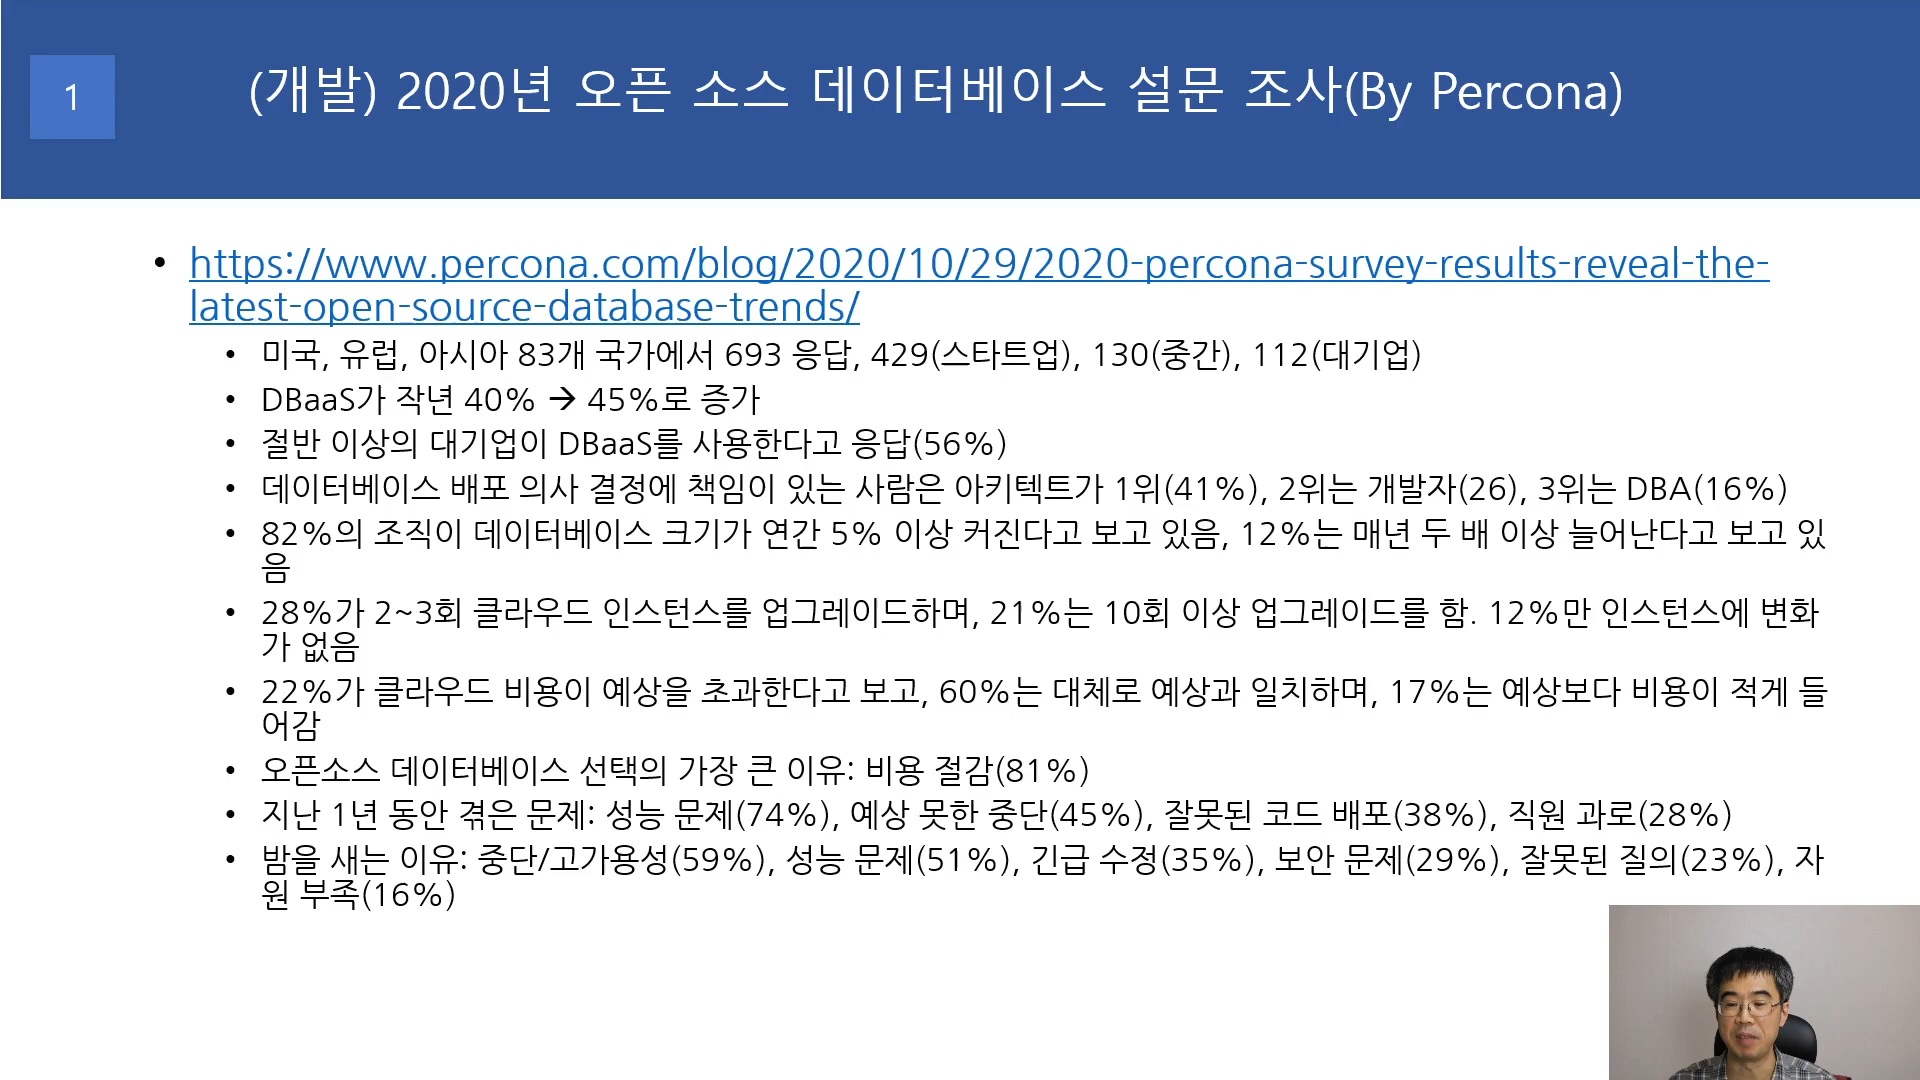 1
(개발) 2020년 오픈 소스 데이터베이스 설문 조사(By Percona)
• https://www.percona.com/blog/2020/10/29/2020-percona-survey-results-reveal-the-
latest-open-source-database-trends/
• 미국, 유럽, 아시아 83개 국가에서 693 응답, 429(스타트업), 130(중간), 112(대기업)
• DBaaS가 작년 40% → 45%로 증가
• 절반 이상의 대기업이 DBaaS를 사용한다고 응답(56%)
• 데이터베이스 배포 의사 결정에 책임이 있는 사람은 아키텍트가 1위(41%), 2위는 개발자(26), 3위는 DBA(16%)
• 82%의 조직이 데이터베이스 크기가 연간 5% 이상 커진다고 보고 있음, 12%는 매년 두 배 이상 늘어난다고 보고 있
음
• 28%가 2~3회 클라우드 인스턴스를 업그레이드하며, 21%는 10회 이상 업그레이드를 함. 12%만 인스턴스에 변화
가 없음
• 22%가 클라우드 비용이 예상을 초과한다고 보고, 60%는 대체로 예상과 일치하며, 17%는 예상보다 비용이 적게 들
어감
• 오픈소스 데이터베이스 선택의 가장 큰 이유: 비용 절감(81%)
• 지난 1년 동안 겪은 문제: 성능 문제(74%), 예상 못한 중단(45%), 잘못된 코드 배포(38%), 직원 과로(28%)
• 밤을 새는 이유: 중단/고가용성(59%), 성능 문제(51%), 긴급 수정(35%), 보안 문제(29%), 잘못된 질의(23%), 자
원 부족(16%)